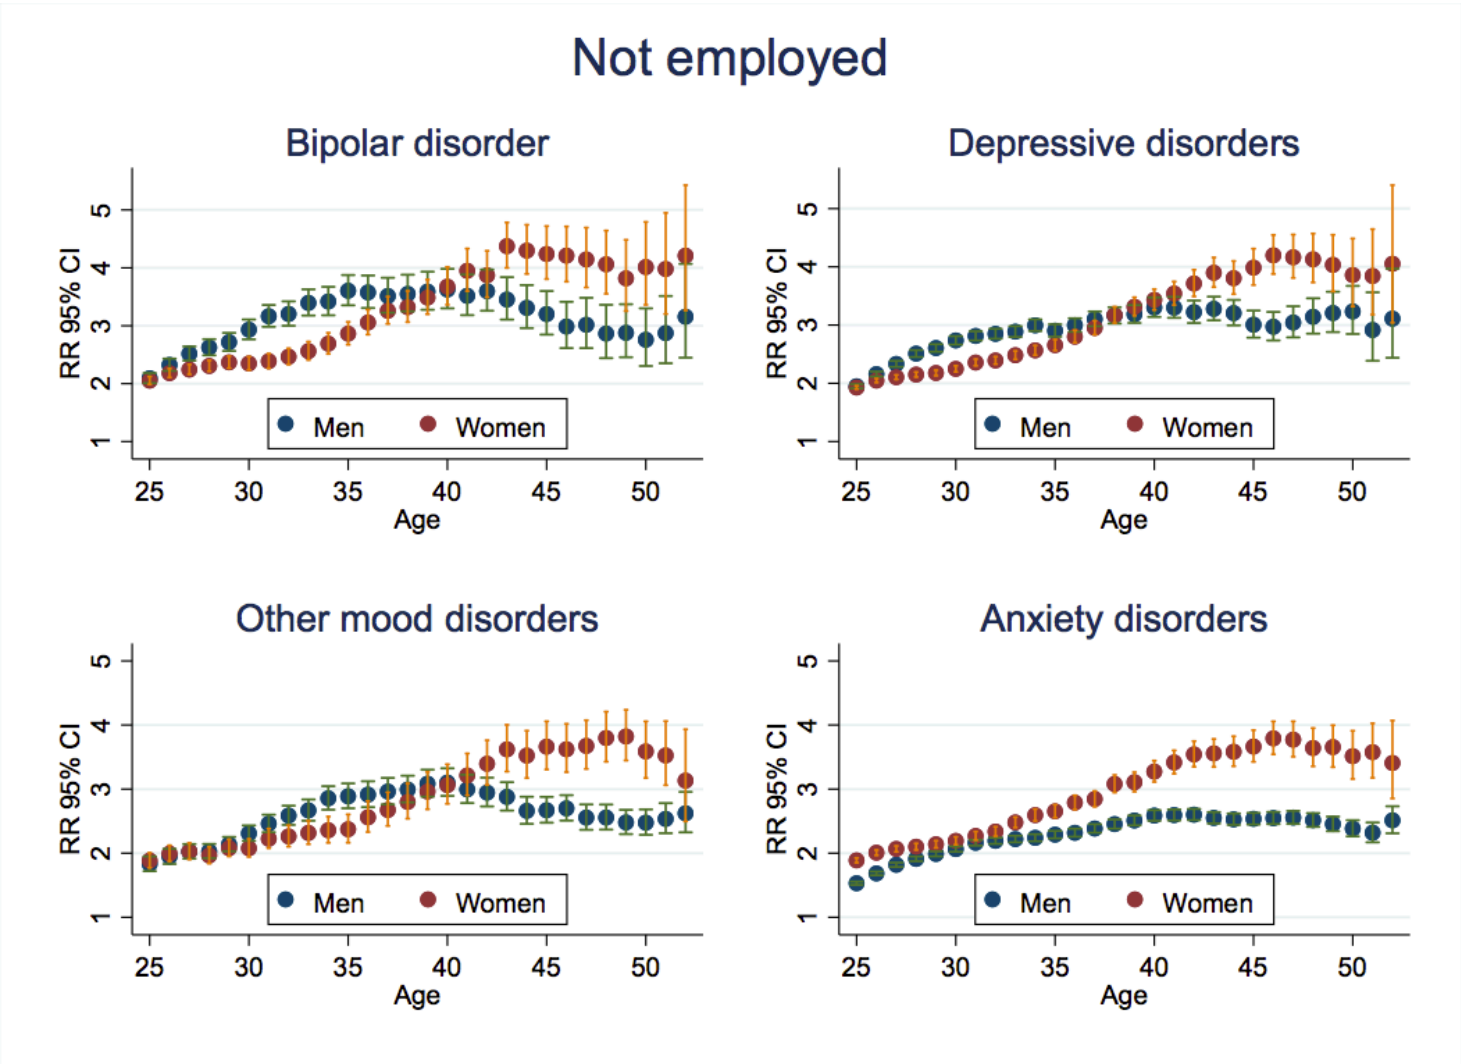 Not employed
Bipolar disorder
RR 95% CI
5
4
3
2
1
Men Women
25 30 35 40 45 50
Age
Depressive disorders
RR 95% CI
5
4
3
2
1
Men Women
25 30 35 40 45 50
Age
Other mood disorders
RR 95% CI
5
4
3
2
1
Men Women
25 30 35 40 45 50
Age
Anxiety disorders
RR 95% CI
5
4
3
2
1
Men Women
25 30 35 40 45 50
Age